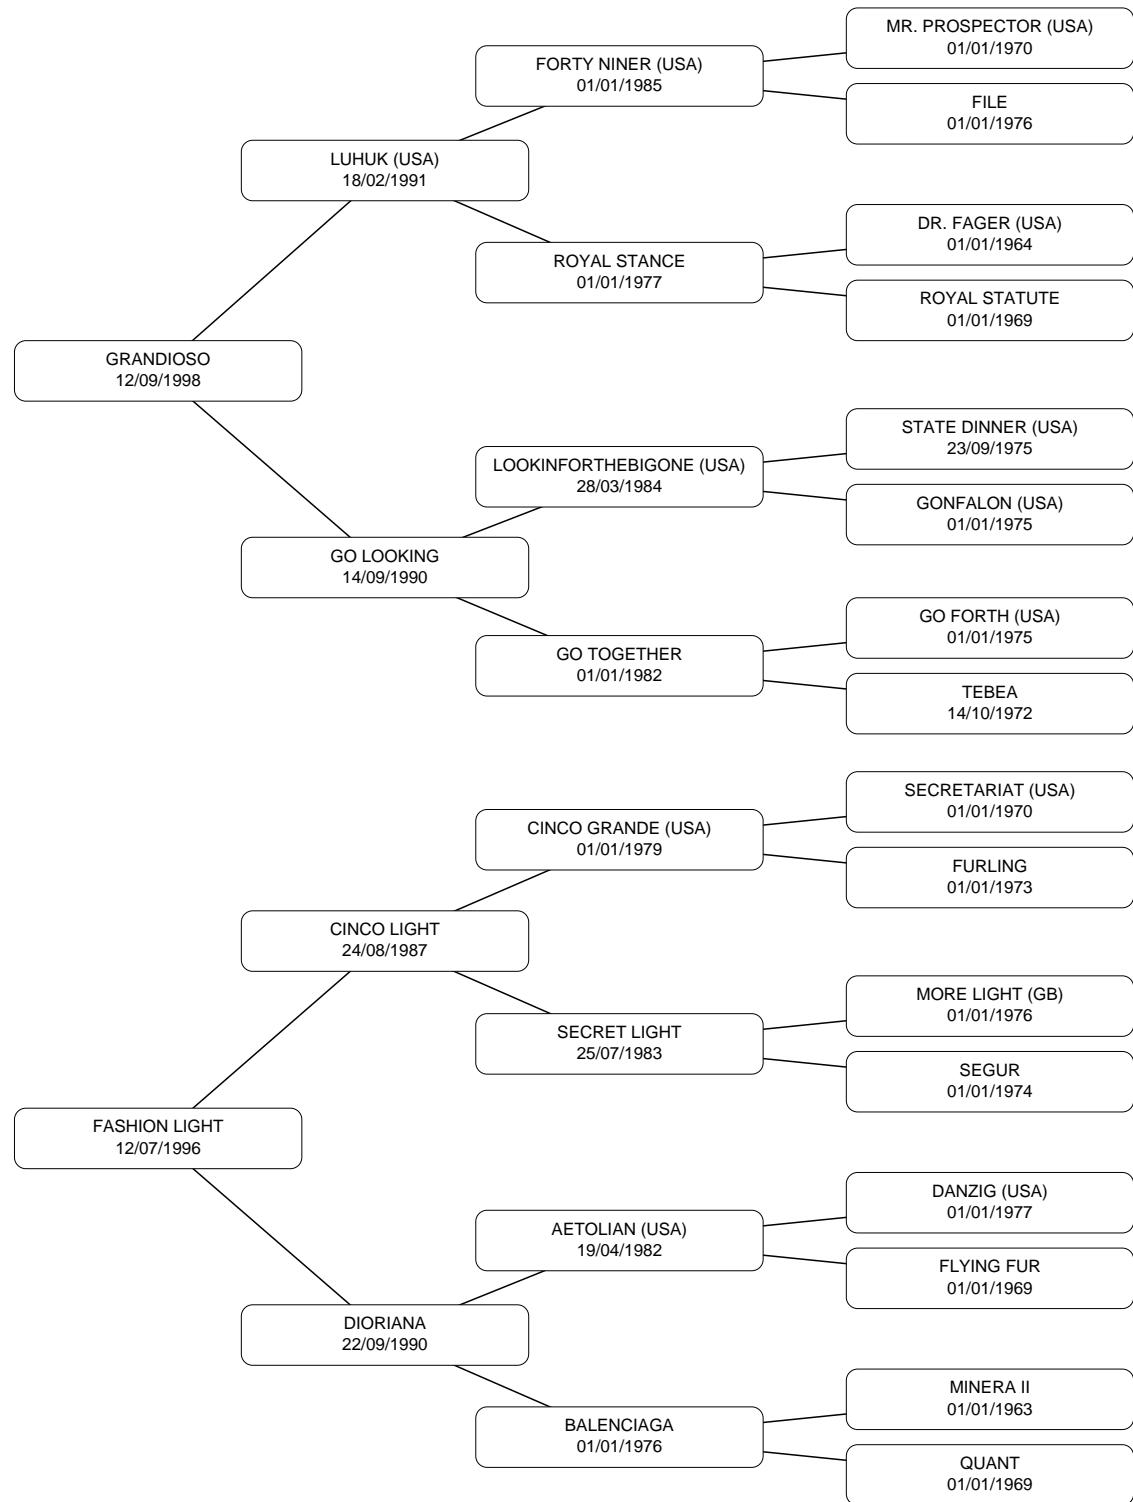 MR. PROSPECTOR (USA)
01/01/1970
FORTY NINER (USA)
01/01/1985
FILE
01/01/1976
LUHUK (USA)
18/02/1991
DR. FAGER (USA)
01/01/1964
ROYAL STANCE
01/01/1977
ROYAL STATUTE
01/01/1969
GRANDIOSO
12/09/1998
STATE DINNER (USA)
23/09/1975
LOOKINFORTHEBIGONE (USA)
28/03/1984
GONFALON (USA)
01/01/1975
GO LOOKING
14/09/1990
GO FORTH (USA)
01/01/1975
GO TOGETHER
01/01/1982
TEBEA
14/10/1972
SECRETARIAT (USA)
01/01/1970
CINCO GRANDE (USA)
01/01/1979
FURLING
01/01/1973
CINCO LIGHT
24/08/1987
MORE LIGHT (GB)
01/01/1976
SECRET LIGHT
25/07/1983
SEGUR
01/01/1974
FASHION LIGHT
12/07/1996
DANZIG (USA)
01/01/1977
AETOLIAN (USA)
19/04/1982
FLYING FUR
01/01/1969
DIORIANA
22/09/1990
MINERA II
01/01/1963
BALENCIAGA
01/01/1976
QUANT
01/01/1969